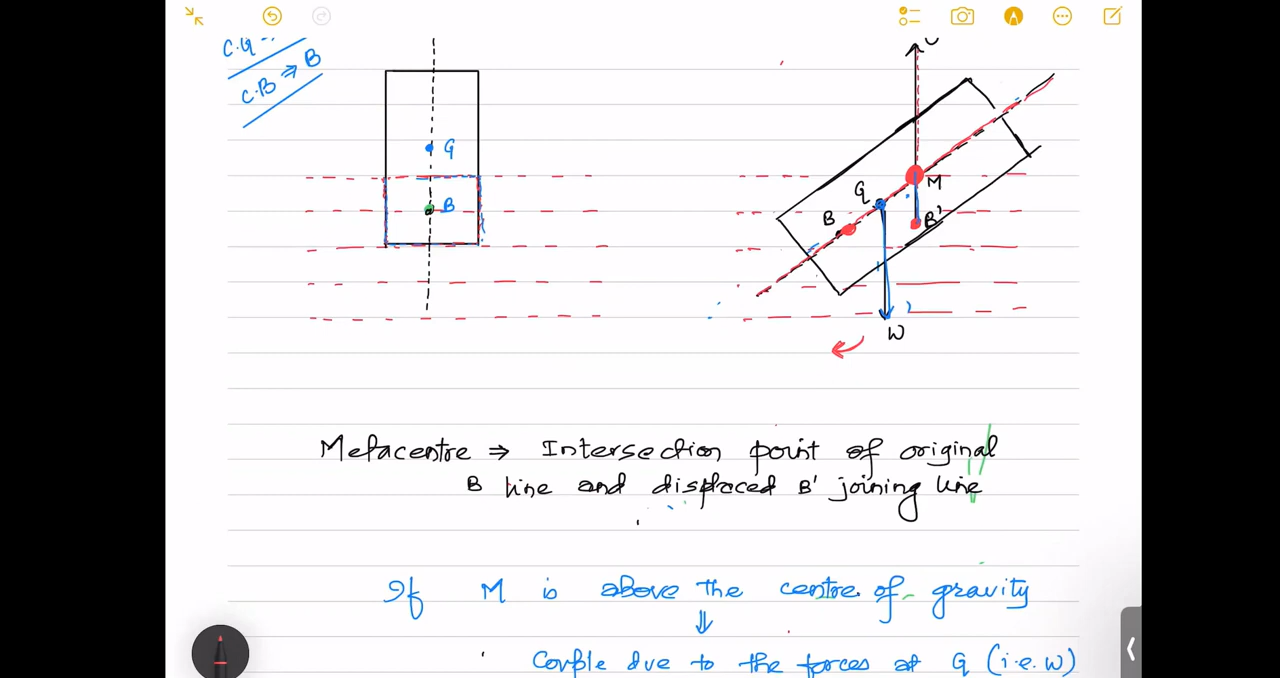 C.G
C.B ⇒ B
G
B
M
G
B
B'
W
Metacentre ⇒ Intersection point of original
B line and displaced B' joining line
If M is above the centre of gravity
⇓
Couple due to the forces at G (i.e. W)